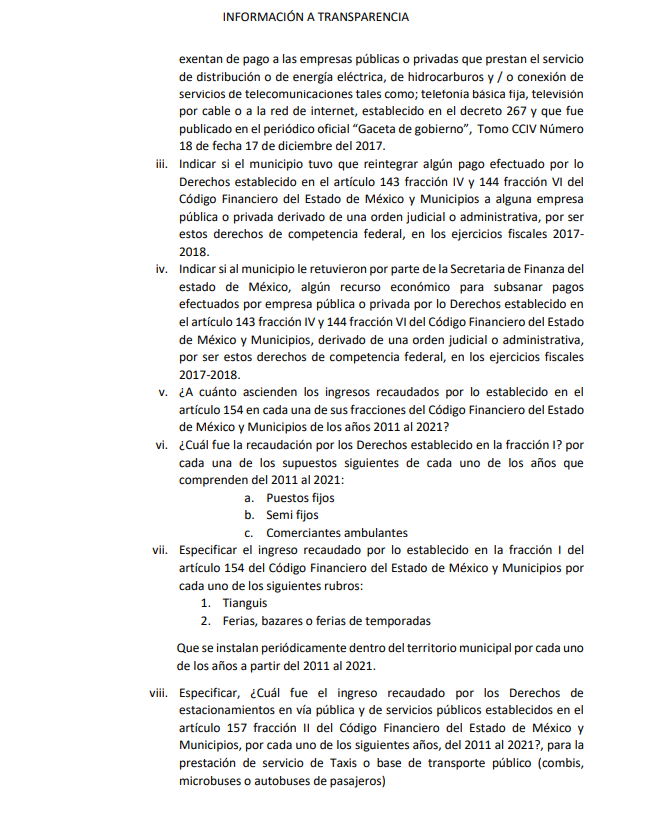 INFORMACIÓN A TRANSPARENCIA
exentan de pago a las empresas públicas o privadas que prestan el servicio
de distribución o de energía eléctrica, de hidrocarburos y / o conexión de
servicios de telecomunicaciones tales como; telefonía básica fija, televisión
por cable o a la red de internet, establecido en el decreto 267 y que fue
publicado en el periódico oficial “Gaceta de gobierno”, Tomo CCIV Número
18 de fecha 17 de diciembre del 2017.
iii. Indicar si el municipio tuvo que reintegrar algún pago efectuado por lo
Derechos establecido en el artículo 143 fracción IV y 144 fracción VI del
Código Financiero del Estado de México y Municipios a alguna empresa
pública o privada derivado de una orden judicial o administrativa, por ser
estos derechos de competencia federal, en los ejercicios fiscales 2017-
2018.
iv. Indicar si al municipio le retuvieron por parte de la Secretaria de Finanza del
estado de México, algún recurso económico para subsanar pagos
efectuados por empresa pública o privada por lo Derechos establecido en
el artículo 143 fracción IV y 144 fracción VI del Código Financiero del Estado
de México y Municipios, derivado de una orden judicial o administrativa,
por ser estos derechos de competencia federal, en los ejercicios fiscales
2017-2018.
v. ¿A cuánto ascienden los ingresos recaudados por lo establecido en el
artículo 154 en cada una de sus fracciones del Código Financiero del Estado
de México y Municipios de los años 2011 al 2021?
vi. ¿Cuál fue la recaudación por los Derechos establecido en la fracción I? por
cada una de los supuestos siguientes de cada uno de los años que
comprenden del 2011 al 2021:
a. Puestos fijos
b. Semi fijos
c. Comerciantes ambulantes
vii. Especificar el ingreso recaudado por lo establecido en la fracción I del
artículo 154 del Código Financiero del Estado de México y Municipios por
cada uno de los siguientes rubros:
1. Tianguis
2. Ferias, bazares o ferias de temporadas
Que se instalan periódicamente dentro del territorio municipal por cada uno
de los años a partir del 2011 al 2021.
viii. Especificar, ¿Cuál fue el ingreso recaudado por los Derechos de
estacionamientos en vía pública y de servicios públicos establecidos en el
artículo 157 fracción II del Código Financiero del Estado de México y
Municipios, por cada uno de los siguientes años, del 2011 al 2021?, para la
prestación de servicio de Taxis o base de transporte público (combis,
microbuses o autobuses de pasajeros)